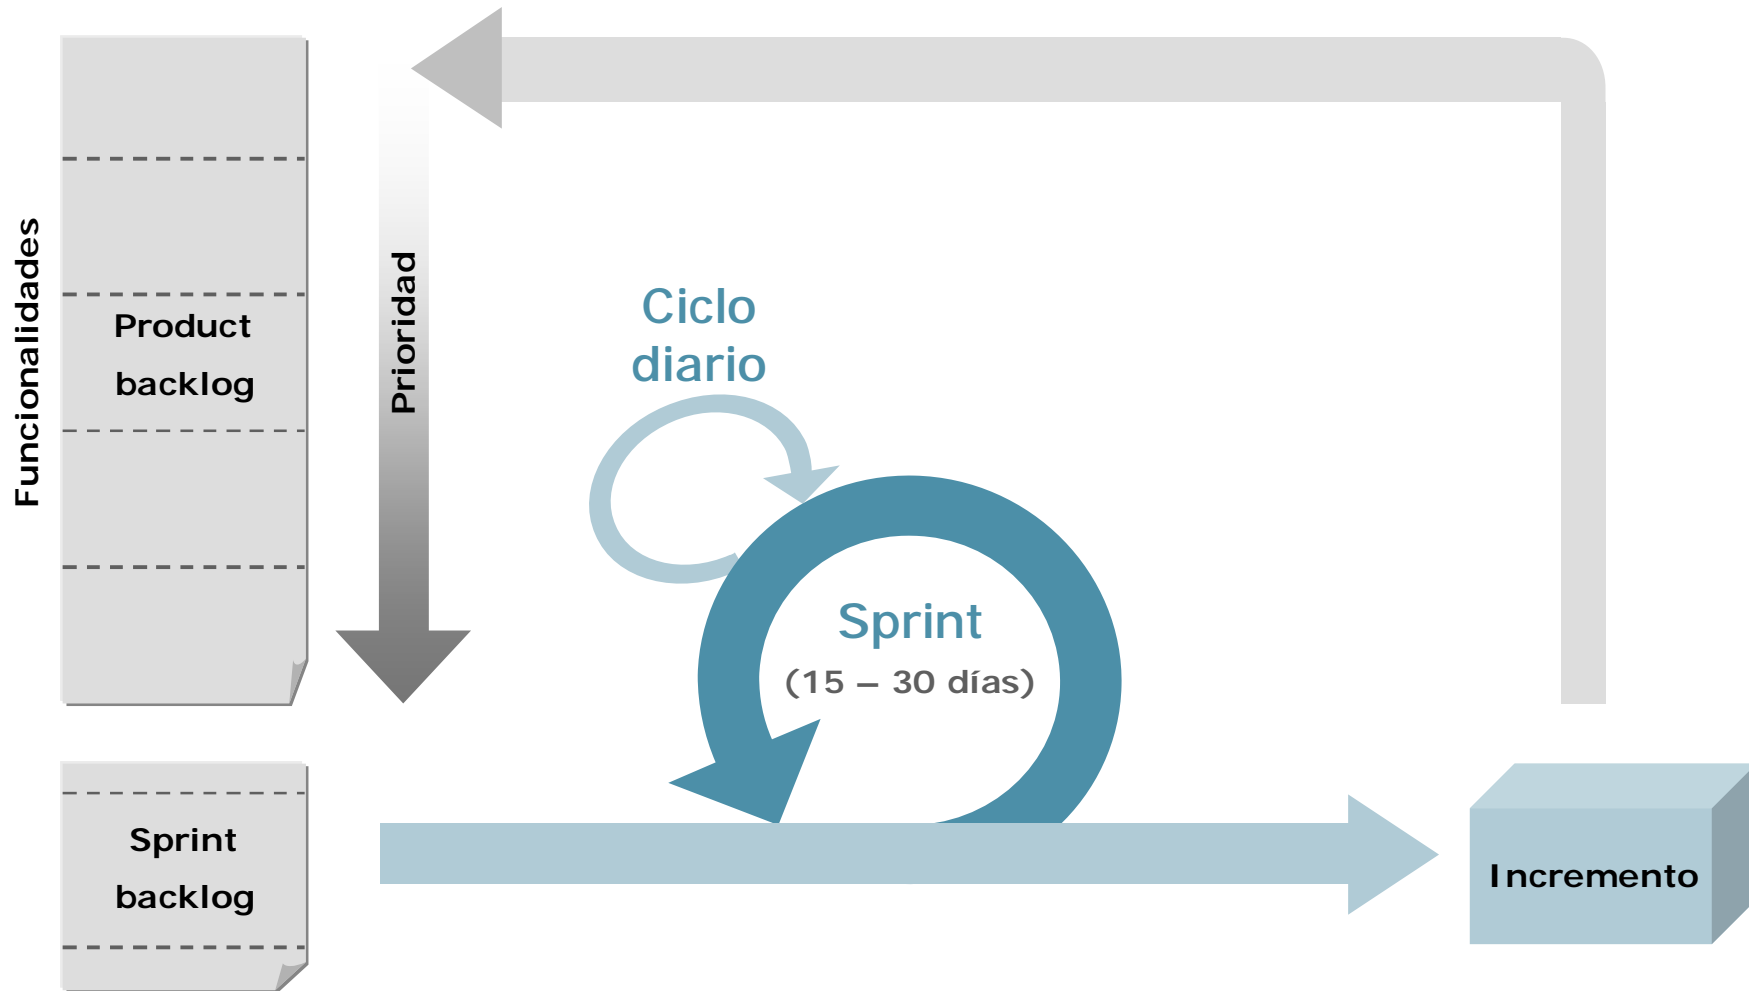 Funcionalidades
Product
backlog
Prioridad
Ciclo
diario
Sprint
(15 – 30 días)
Sprint
backlog
Incremento